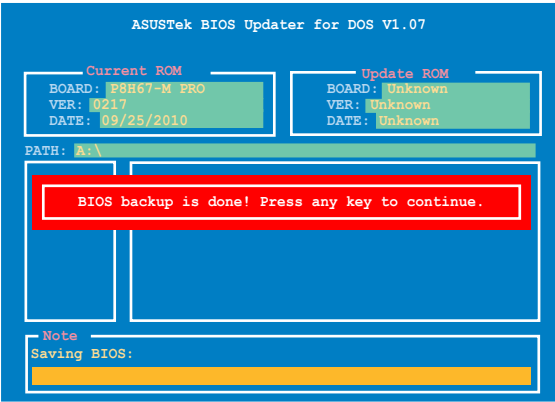 ASUSTek BIOS Updater for DOS V1.07
Current ROM
BOARD: P8H67-M PRO
VER: 0217
DATE: 09/25/2010
Update ROM
BOARD: Unknown
VER: Unknown
DATE: Unknown
PATH: A:\
BIOS backup is done! Press any key to continue.
Note
Saving BIOS: